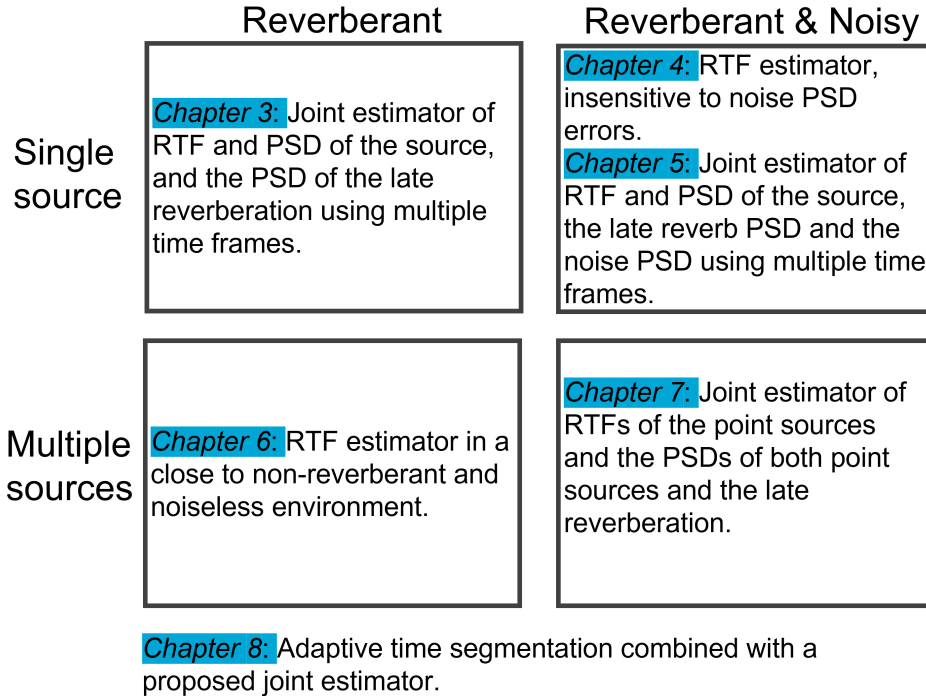 Reverberant
Reverberant & Noisy
Single
source
Chapter 3: Joint estimator of
RTF and PSD of the source,
and the PSD of the late
reverberation using multiple
time frames.
Chapter 4: RTF estimator,
insensitive to noise PSD
errors.
Chapter 5: Joint estimator of
RTF and PSD of the source,
the late reverb PSD and the
noise PSD using multiple time
frames.
Multiple
sources
Chapter 6: RTF estimator in a
close to non-reverberant and
noiseless environment.
Chapter 7: Joint estimator of
RTFs of the point sources
and the PSDs of both point
sources and the late
reverberation.
Chapter 8: Adaptive time segmentation combined with a
proposed joint estimator.